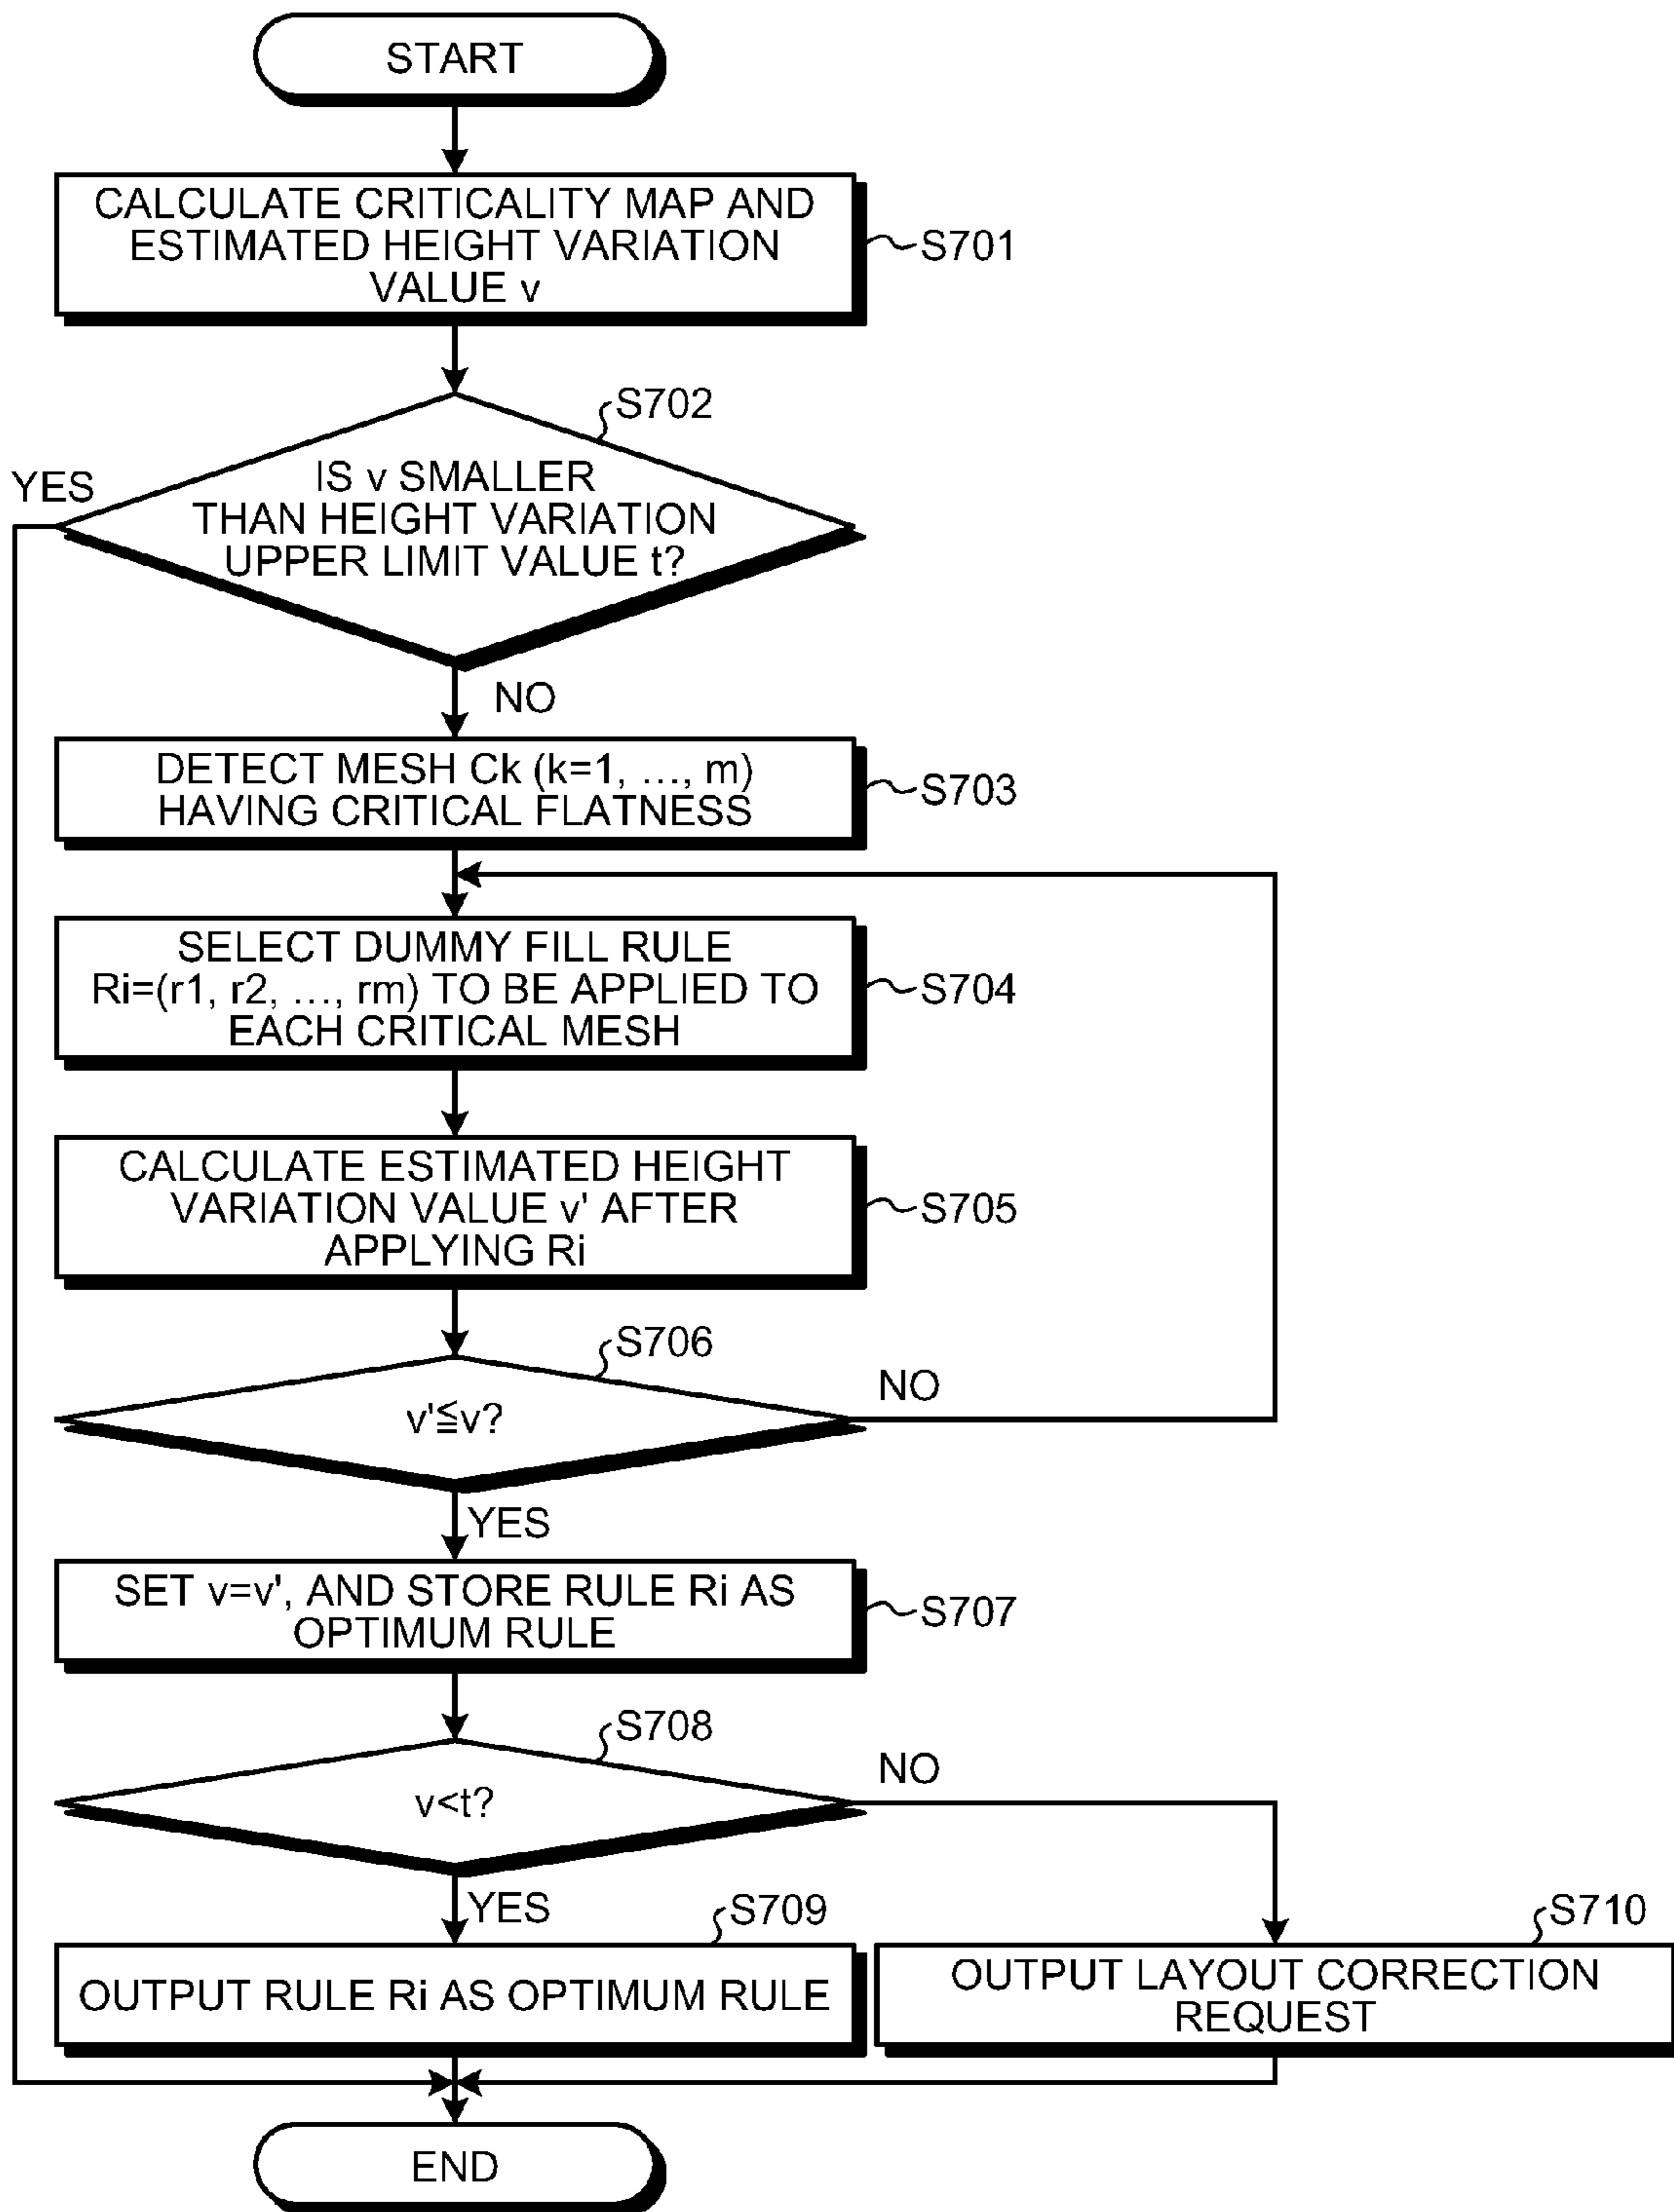 START
CALCULATE CRITICALITY MAP AND
ESTIMATED HEIGHT VARIATION
VALUE v
S701
S702
IS v SMALLER
THAN HEIGHT VARIATION
UPPER LIMIT VALUE t?
YES
NO
DETECT MESH Ck (k=1, ..., m)
HAVING CRITICAL FLATNESS
S703
SELECT DUMMY FILL RULE
Ri=(r1, r2, ..., rm) TO BE APPLIED TO
EACH CRITICAL MESH
S704
CALCULATE ESTIMATED HEIGHT
VARIATION VALUE v' AFTER
APPLYING Ri
S705
S706
v'≦v?
NO
YES
SET v=v', AND STORE RULE Ri AS
OPTIMUM RULE
S707
S708
v<t?
NO
YES
S709
OUTPUT RULE Ri AS OPTIMUM RULE
S710
OUTPUT LAYOUT CORRECTION
REQUEST
END